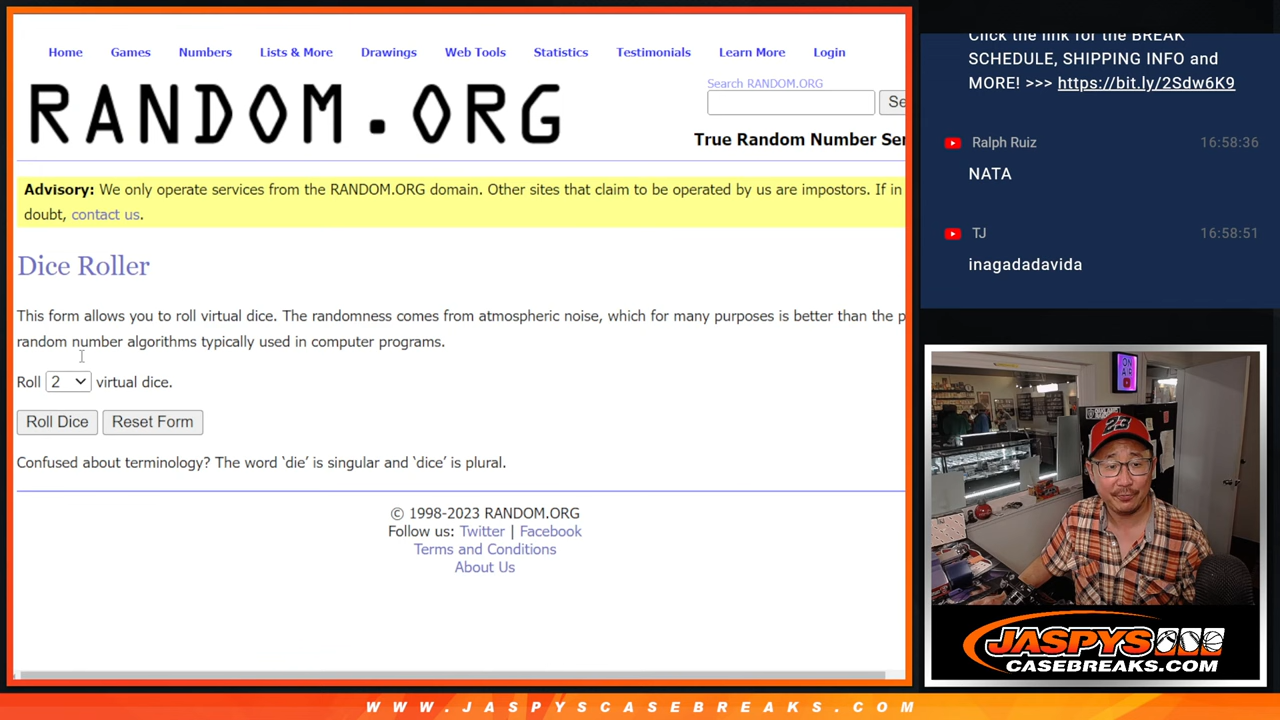 Home Games Numbers Lists & More Drawings Web Tools Statistics Testimonials Learn More Login
RANDOM.ORG
Search RANDOM.ORG
Se
True Random Number Ser
Advisory: We only operate services from the RANDOM.ORG domain. Other sites that claim to be operated by us are impostors. If in
doubt, contact us.
Dice Roller
This form allows you to roll virtual dice. The randomness comes from atmospheric noise, which for many purposes is better than the p
random number algorithms typically used in computer programs.
Roll 2 virtual dice.
Roll Dice Reset Form
Confused about terminology? The word ‘die’ is singular and ‘dice’ is plural.
© 1998-2023 RANDOM.ORG
Follow us: Twitter | Facebook
Terms and Conditions
About Us
Click the link for the BREAK
SCHEDULE, SHIPPING INFO and
MORE! >>> https://bit.ly/2Sdw6K9
Ralph Ruiz 16:58:36
NATA
TJ 16:58:51
inagadadavida
ON
AIR
23
JASPYS
CASEBREAKS.COM
WWW.JASPYSCASEBREAKS.COM